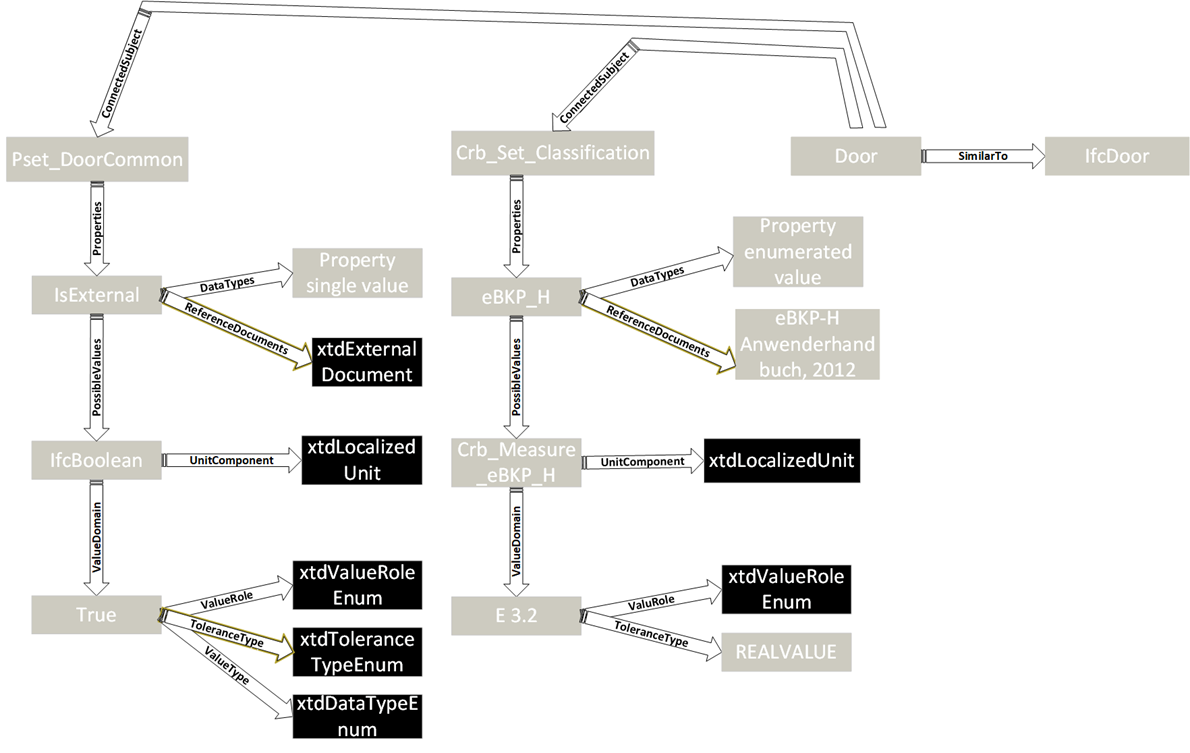 ConnectedSubject
ConnectedSubject
Pset_DoorCommon
Crb_Set_Classification
Door
SimilarTo
IfcDoor
Properties
Properties
IsExternal
DataTypes
Property
single value
ReferenceDocuments
xtdExternal
Document
eBKP_H
DataTypes
Property
enumerated
value
ReferenceDocuments
eBKP-H
Anwenderhand
buch, 2012
PossibleValues
PossibleValues
IfcBoolean
UnitComponent
xtdLocalized
Unit
Crb_Measure
_eBKP_H
UnitComponent
xtdLocalizedUnit
ValueDomain
ValueDomain
True
ValueRole
xtdValueRole
Enum
ToleranceType
xtdTolerance
TypeEnum
ValueType
xtdDataTypeE
num
E 3.2
ValuRole
xtdValueRole
Enum
ToleranceType
REALVALUE